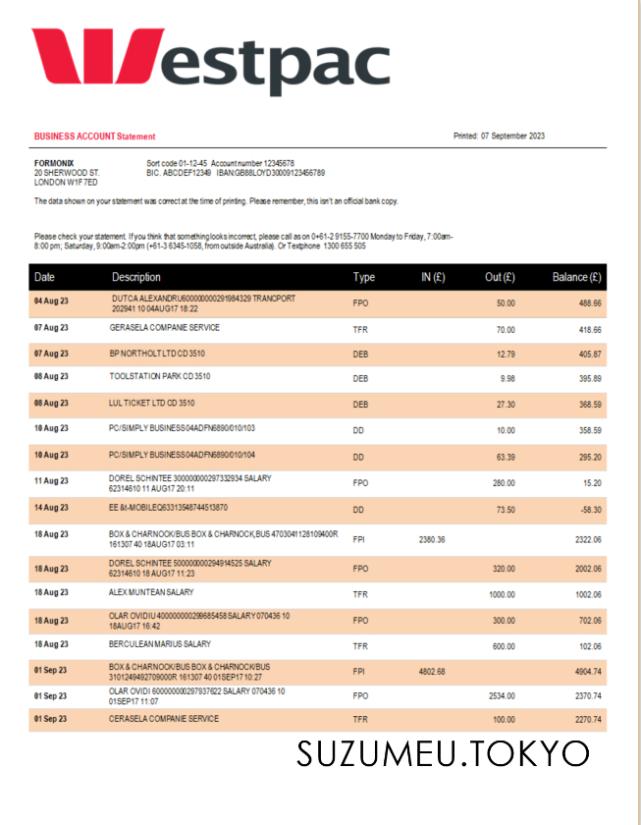 Westpac
BUSINESS ACCOUNT Statement
Printed: 07 September 2023
FORMONIX
20 SHERWOOD ST.
LONDON W1F 7ED
Sort code 01-12-45 Account number 12345678
BIC. ABCDEF12349 IBAN:GB88LOYD30009123456789
The data shown on your statement was correct at the time of printing. Please remember, this isn't an official bank copy.
Please check your statement. If you think that something looks incorrect, please call as on 0+61-2 9155-7700 Monday to Friday, 7:00am-
8:00 pm; Saturday, 9:00am-2:00pm (+61-3 6345-1058, from outside Australia). Or Textphone 1300 655 505
Date Description Type IN (£) Out (£) Balance (£)
04 Aug 23 DUTCA ALEXANDRU600000000291984329 TRANCPORT FPO 50.00 488.66
202941 10 04AUG17 18:22
07 Aug 23 GERASELA COMPANIE SERVICE TFR 70.00 418.66
07 Aug 23 BP NORTHOLT LTD CD 3510 DEB 12.79 405.87
08 Aug 23 TOOLSTATION PARK CD 3510 DEB 9.98 395.89
08 Aug 23 LUL TICKET LTD CD 3510 DEB 27.30 368.59
10 Aug 23 PC/SIMPLY BUSINESS04ADFN6890/010/103 DD 10.00 358.59
10 Aug 23 PC/SIMPLY BUSINESS04ADFN6890/010/104 DD 63.39 295.20
11 Aug 23 DOREL SCHINTEE 300000000297332934 SALARY FPO 280.00 15.20
62314610 11 AUG17 20:11
14 Aug 23 EE &t-MOBILEQ63313548744513870 DD 73.50 -58.30
18 Aug 23 BOX & CHARNOCK/BUS BOX & CHARNOCK,BUS 4703041128109400R FPI 2380.36 2322.06
161307 40 18AUG17 03:11
18 Aug 23 DOREL SCHINTEE 500000000294914525 SALARY FPO 320.00 2002.06
62314610 18 AUG17 11:23
18 Aug 23 ALEX MUNTEAN SALARY TFR 1000.00 1002.06
18 Aug 23 OLAR OVIDIU 400000000299685458 SALARY 070436 10 FPO 300.00 702.06
18AUG17 16:42
18 Aug 23 BERCULEAN MARIUS SALARY TFR 600.00 102.06
01 Sep 23 BOX & CHARNOCK/BUS BOX & CHARNOCK/BUS FPI 4802.68 4904.74
3101249492709000R 161307 40 01SEP17 10:27
01 Sep 23 OLAR OVIDI 600000000297937622 SALARY 070436 10 FPO 2534.00 2370.74
01SEP17 11:07
01 Sep 23 CERASELA COMPANIE SERVICE TFR 100.00 2270.74
SUZUMEU.TOKYO